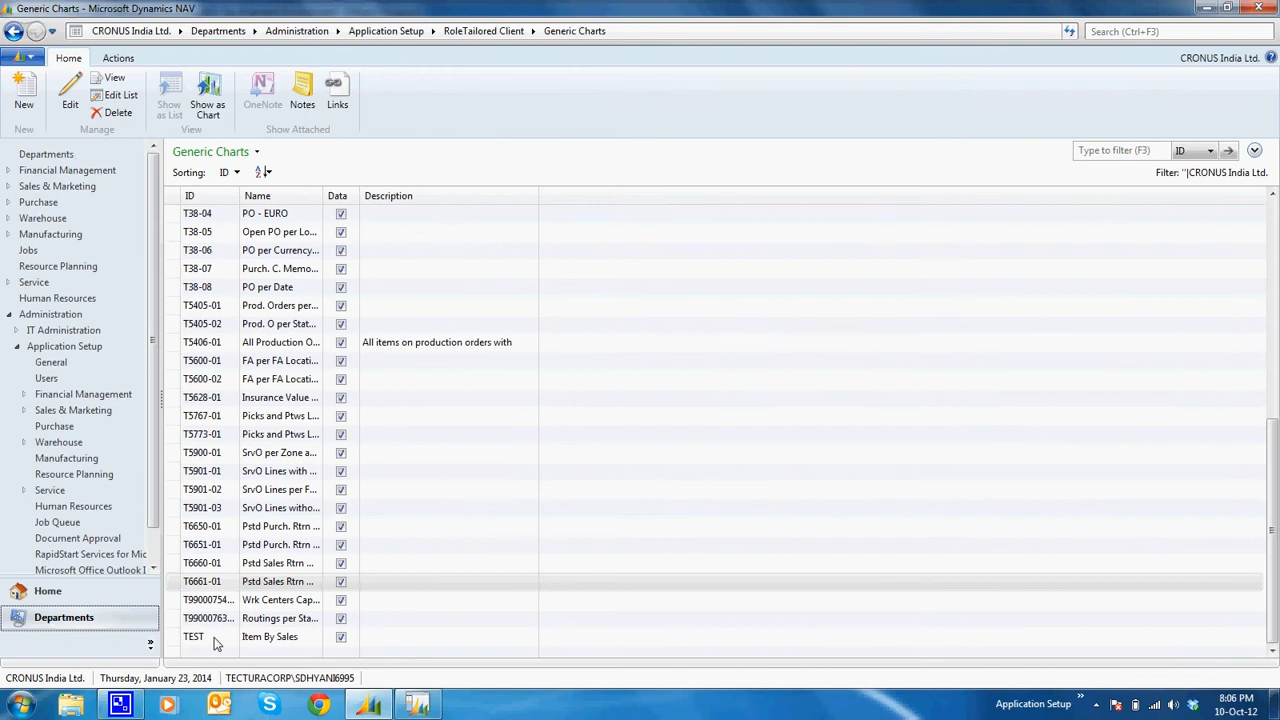 Generic Charts - Microsoft Dynamics NAV
CRONUS India Ltd. Departments Administration Application Setup RoleTailored Client Generic Charts
Search (Ctrl+F3)
Home Actions
CRONUS India Ltd.
New
Edit
View
Edit List
Delete
Show as List
Show as Chart
OneNote
Notes
Links
New Manage View Show Attached
Departments
Financial Management
Sales & Marketing
Purchase
Warehouse
Manufacturing
Jobs
Resource Planning
Service
Human Resources
Administration
IT Administration
Application Setup
General
Users
Financial Management
Sales & Marketing
Purchase
Warehouse
Manufacturing
Resource Planning
Service
Human Resources
Job Queue
Document Approval
RapidStart Services for Mic
Microsoft Office Outlook I
Home
Departments
Generic Charts
Type to filter (F3) ID
Sorting: ID
Filter: ''|CRONUS India Ltd.
ID Name Data Description
T38-04 PO - EURO
T38-05 Open PO per Lo...
T38-06 PO per Currency...
T38-07 Purch. C. Memo...
T38-08 PO per Date
T5405-01 Prod. Orders per...
T5405-02 Prod. O per Stat...
T5406-01 All Production O... All items on production orders with
T5600-01 FA per FA Locati...
T5600-02 FA per FA Locati...
T5628-01 Insurance Value ...
T5767-01 Picks and Ptws L...
T5773-01 Picks and Ptws L...
T5900-01 SrvO per Zone a...
T5901-01 SrvO Lines with ...
T5901-02 SrvO Lines per F...
T5901-03 SrvO Lines witho...
T6650-01 Pstd Purch. Rtrn ...
T6651-01 Pstd Purch. Rtrn ...
T6660-01 Pstd Sales Rtrn ...
T6661-01 Pstd Sales Rtrn ...
T99000754... Wrk Centers Cap...
T99000763... Routings per Sta...
TEST Item By Sales
CRONUS India Ltd. Thursday, January 23, 2014 TECTURACORP\SDHYANI6995
Application Setup
8:06 PM
10-Oct-12